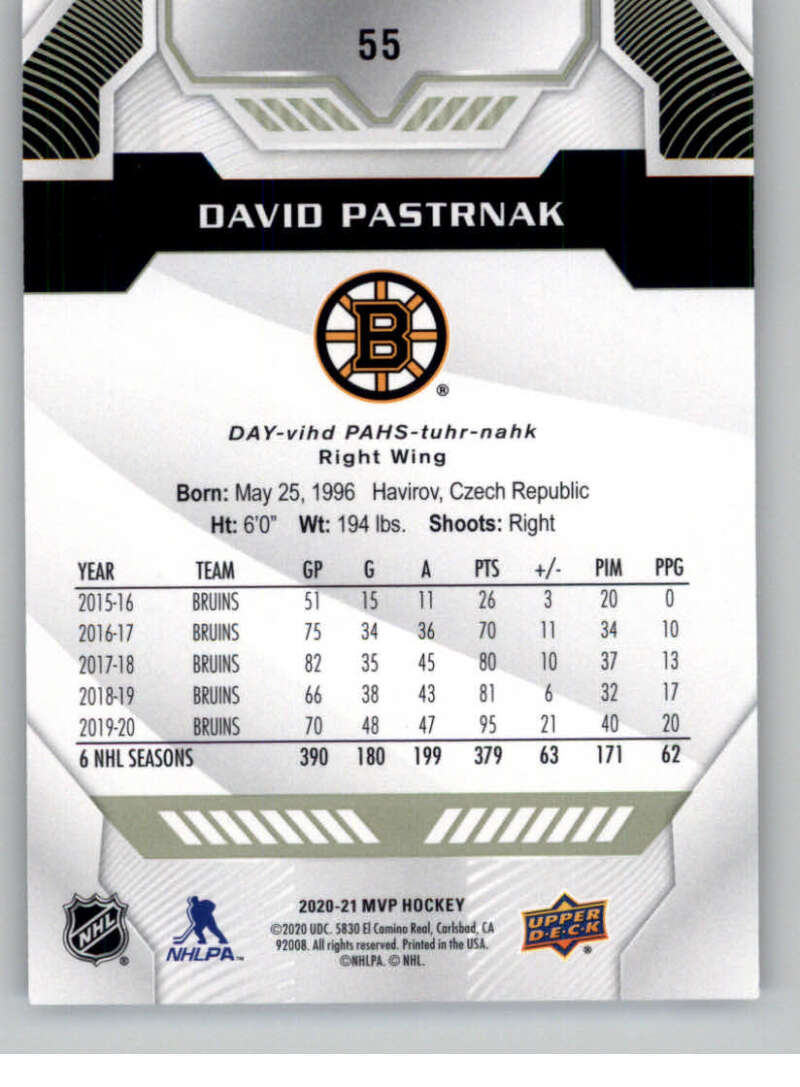 55
DAVID PASTRNAK
B
®
DAY-vihd PAHS-tuhr-nahk
Right Wing
Born: May 25, 1996 Havirov, Czech Republic
Ht: 6'0" Wt: 194 lbs. Shoots: Right
YEAR TEAM GP G A PTS +/- PIM PPG
2015-16 BRUINS 51 15 11 26 3 20 0
2016-17 BRUINS 75 34 36 70 11 34 10
2017-18 BRUINS 82 35 45 80 10 37 13
2018-19 BRUINS 66 38 43 81 6 32 17
2019-20 BRUINS 70 48 47 95 21 40 20
6 NHL SEASONS 390 180 199 379 63 171 62
NHL ®
NHLPA™
2020-21 MVP HOCKEY
©2020 UDC. 5830 El Camino Real, Carlsbad, CA
92008. All rights reserved. Printed in the USA.
©NHLPA. © NHL.
UPPER
D·E·C·K ®